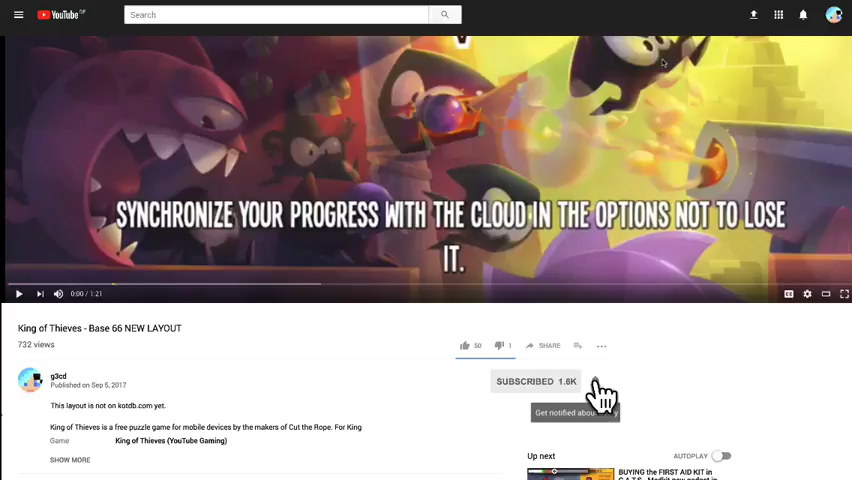 YouTube
Search
SYNCHRONIZE YOUR PROGRESS WITH THE CLOUD IN THE OPTIONS NOT TO LOSE
IT.
0:00 / 1:21
King of Thieves - Base 66 NEW LAYOUT
732 views
50
1
SHARE
g3cd
Published on Sep 5, 2017
SUBSCRIBED 1.6K
Get notified abou
This layout is not on kotdb.com yet.
King of Thieves is a free puzzle game for mobile devices by the makers of Cut the Rope. For King
Game
King of Thieves (YouTube Gaming)
SHOW MORE
Up next
AUTOPLAY
BUYING the FIRST AID KIT in